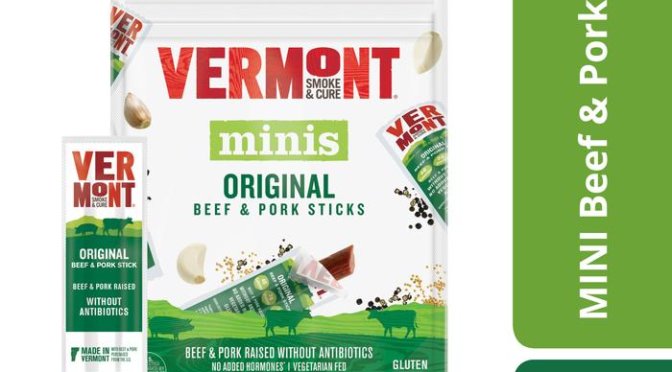 VERMONT
SMOKE
& CURE
minis
ORIGINAL
BEEF & PORK STICKS
BEEF & PORK RAISED WITHOUT ANTIBIOTICS
NO ADDED HORMONES* | VEGETARIAN FED
GLUTEN
VER
MONT
SMOKE
& CURE
ORIGINAL
BEEF & PORK STICK
BEEF & PORK RAISED
WITHOUT
ANTIBIOTICS
MADE IN
VERMONT
VER
MONT
ORIGINAL
ORIGINAL
MINI Beef & Pork